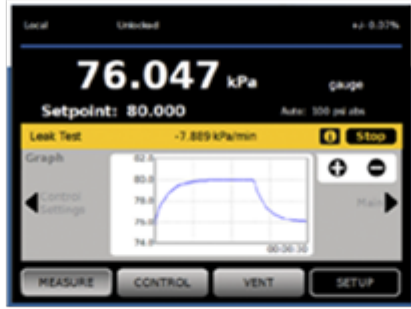 Local Unlocked +/- 0.37%
76.047 kPa gauge
Setpoint: 80.000 Auto: 100 psi abs
Leak Test -7.889 kPa/min i Stop
Graph
82.0
80.0
Control
Settings
78.0
Main
76.0
74.0
00:00:30
MEASURE CONTROL VENT SETUP